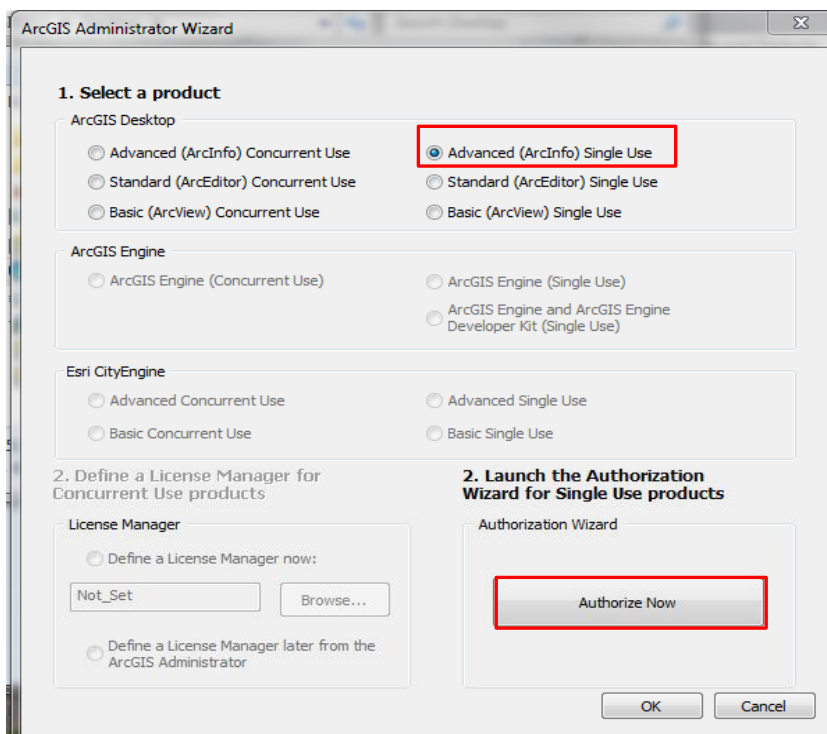 ArcGIS Administrator Wizard
1. Select a product
ArcGIS Desktop
Advanced (ArcInfo) Concurrent Use
Advanced (ArcInfo) Single Use
Standard (ArcEditor) Concurrent Use
Standard (ArcEditor) Single Use
Basic (ArcView) Concurrent Use
Basic (ArcView) Single Use
ArcGIS Engine
ArcGIS Engine (Concurrent Use)
ArcGIS Engine (Single Use)
ArcGIS Engine and ArcGIS Engine
Developer Kit (Single Use)
Esri CityEngine
Advanced Concurrent Use
Advanced Single Use
Basic Concurrent Use
Basic Single Use
2. Define a License Manager for
Concurrent Use products
License Manager
Define a License Manager now:
Not_Set
Browse...
Define a License Manager later from the
ArcGIS Administrator
2. Launch the Authorization
Wizard for Single Use products
Authorization Wizard
Authorize Now
OK
Cancel